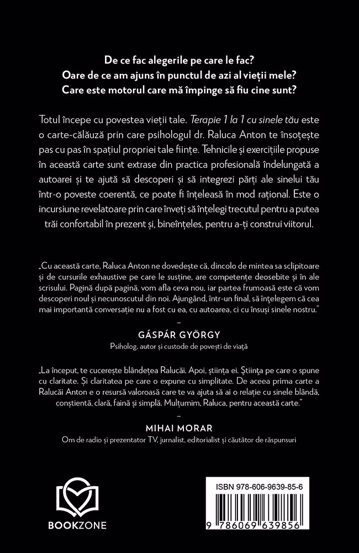 De ce fac alegerile pe care le fac?
Oare de ce am ajuns în punctul de azi al vieții mele?
Care este motorul care mă împinge să fiu cine sunt?
Totul începe cu povestea vieții tale. Terapie 1 la 1 cu sinele tău este
o carte-călăuză prin care psihologul dr. Raluca Anton te însoțește
pas cu pas în spațiul propriei tale ființe. Tehnicile și exercițiile propuse
în această carte sunt extrase din practica profesională îndelungată a
autoarei și te ajută să descoperi și să integrezi părți ale sinelui tău
într-o poveste coerentă, ce poate fi înțeleasă în mod rațional. Este o
incursiune revelatoare prin care înveți să înțelegi trecutul pentru a putea
trăi confortabil în prezent și, bineînțeles, pentru a-ți construi viitorul.
„Cu această carte, Raluca Anton ne dovedește că, dincolo de mintea sa sclipitoare
și de cursurile exhaustive pe care le susține, are competențe deosebite și în ale
scrisului. Pagină după pagină, vom afla ceva nou, iar partea frumoasă este că vom
descoperi noul și necunoscutul din noi. Ajungând, într-un final, să înțelegem că cea
mai importantă conversație nu a fost cu ea, cu autoarea, ci cu însuși sinele nostru.”
–
GÁSPÁR GYÖRGY
Psiholog, autor și custode de povești de viață
„La început, te cucerește blândețea Ralucăi. Apoi, știința ei. Știința pe care o spune
cu claritate. Și claritatea pe care o expune cu simplitate. De aceea prima carte a
Ralucăi Anton e o resursă valoroasă care te va ajuta să ai o relație cu sinele blândă,
conștientă, clară, faină și simplă. Mulțumim, Raluca, pentru această carte.”
–
MIHAI MORAR
Om de radio și prezentator TV, jurnalist, editorialist și căutător de răspunsuri
BOOKZONE
ISBN 978-606-9639-85-6
9 786069 639856